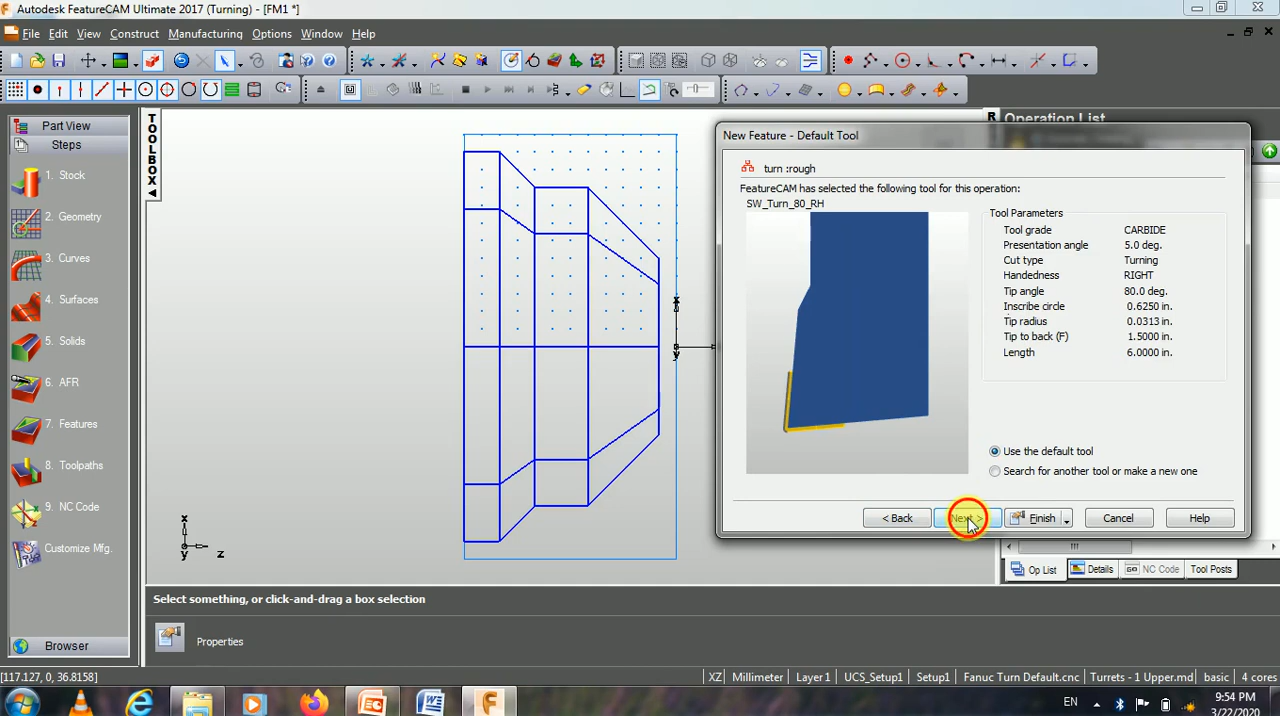 Autodesk FeatureCAM Ultimate 2017 (Turning) - [FM1 *]
File Edit View Construct Manufacturing Options Window Help
Part View
Steps
1. Stock
2. Geometry
3. Curves
4. Surfaces
5. Solids
6. AFR
7. Features
8. Toolpaths
9. NC Code
Customize Mfg.
Browser
TOOLBOX
x
y
x
y
z
R
Operation List
New Feature - Default Tool
turn :rough
FeatureCAM has selected the following tool for this operation:
SW_Turn_80_RH
Tool Parameters
Tool grade CARBIDE
Presentation angle 5.0 deg.
Cut type Turning
Handedness RIGHT
Tip angle 80.0 deg.
Inscribe circle 0.6250 in.
Tip radius 0.0313 in.
Tip to back (F) 1.5000 in.
Length 6.0000 in.
Use the default tool
Search for another tool or make a new one
< Back Next > Finish Cancel Help
Op List Details NC Code Tool Posts
Select something, or click-and-drag a box selection
Properties
[117.127, 0, 36.8158] XZ Millimeter Layer1 UCS_Setup1 Setup1 Fanuc Turn Default.cnc Turrets - 1 Upper.md basic 4 cores
EN 9:54 PM
3/22/2020